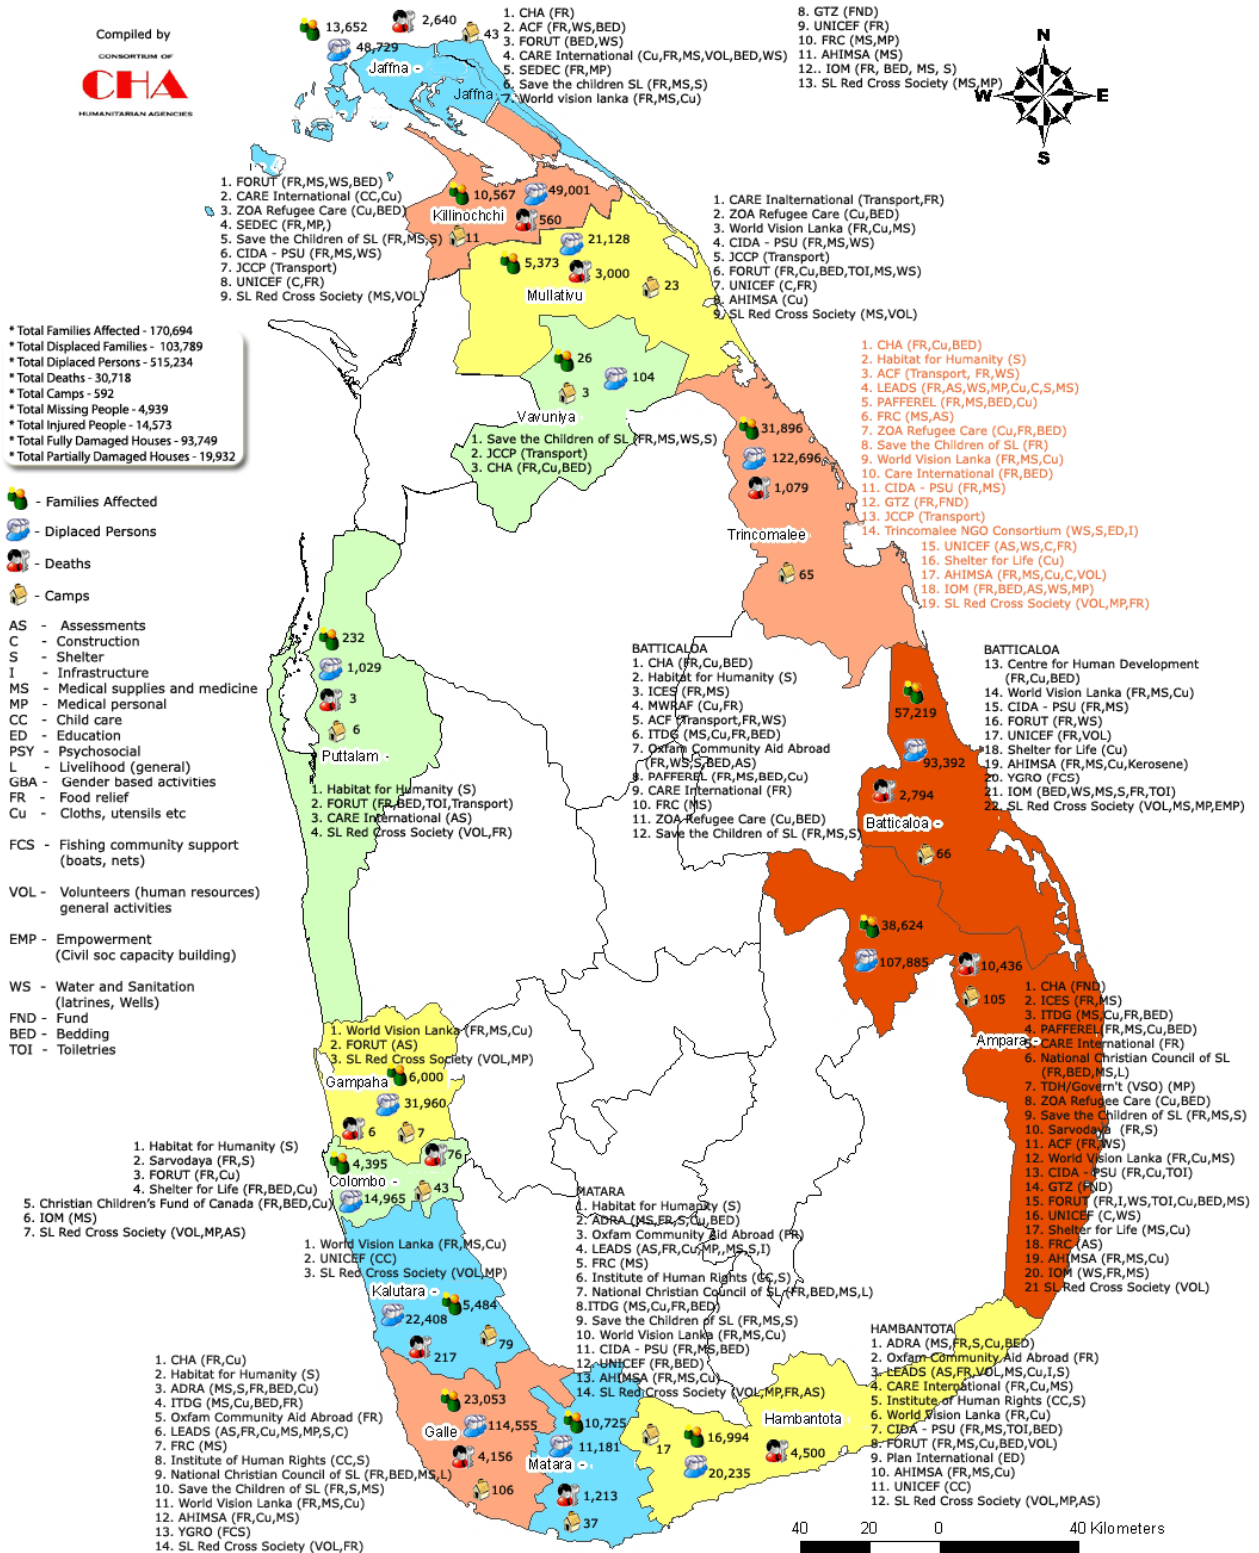 Compiled by
CONSORTIUM OF
CHA
HUMANITARIAN AGENCIES
13,652
2,640
43
48,729
Jaffna -
Jaffna
1. CHA (FR)
2. ACF (FR,WS,BED)
3. FORUT (BED,WS)
4. CARE International (Cu,FR,MS,VOL,BED,WS)
5. SEDEC (FR,MP)
6. Save the children SL (FR,MS,S)
7. World vision lanka (FR,MS,Cu)
8. GTZ (FND)
9. UNICEF (FR)
10. FRC (MS,MP)
11. AHIMSA (MS)
12.. IOM (FR, BED, MS, S)
13. SL Red Cross Society (MS,MP)
N
W
E
S
1. FORUT (FR,MS,WS,BED)
2. CARE International (CC,Cu)
3. ZOA Refugee Care (Cu,BED)
4. SEDEC (FR,MP,)
5. Save the Children of SL (FR,MS,S)
6. CIDA - PSU (FR,MS,WS)
7. JCCP (Transport)
8. UNICEF (C,FR)
9. SL Red Cross Society (MS,VOL)
10,567
49,001
Killinochchi
560
11
21,128
5,373
3,000
23
Mullativu
1. CARE Inalternational (Transport,FR)
2. ZOA Refugee Care (Cu,BED)
3. World Vision Lanka (FR,Cu,MS)
4. CIDA - PSU (FR,MS,WS)
5. JCCP (Transport)
6. FORUT (FR,Cu,BED,TOI,MS,WS)
7. UNICEF (C,FR)
8. AHIMSA (Cu)
9. SL Red Cross Society (MS,VOL)
* Total Families Affected - 170,694
* Total Displaced Families - 103,789
* Total Diplaced Persons - 515,234
* Total Deaths - 30,718
* Total Camps - 592
* Total Missing People - 4,939
* Total Injured People - 14,573
* Total Fully Damaged Houses - 93,749
* Total Partially Damaged Houses - 19,932
26
104
3
Vavuniya
1. Save the Children of SL (FR,MS,WS,S)
2. JCCP (Transport)
3. CHA (FR,Cu,BED)
1. CHA (FR,Cu,BED)
2. Habitat for Humanity (S)
3. ACF (Transport, FR,WS)
4. LEADS (FR,AS,WS,MP,Cu,C,S,MS)
5. PAFFEREL (FR,MS,BED,Cu)
6. FRC (MS,AS)
7. ZOA Refugee Care (Cu,FR,BED)
8. Save the Children of SL (FR)
9. World Vision Lanka (FR,MS,Cu)
10. Care International (FR,BED)
11. CIDA - PSU (FR,MS)
12. GTZ (FR,FND)
13. JCCP (Transport)
14. Trincomalee NGO Consortium (WS,S,ED,I)
15. UNICEF (AS,WS,C,FR)
16. Shelter for Life (Cu)
17. AHIMSA (FR,MS,Cu,C,VOL)
18. IOM (FR,BED,AS,WS,MP)
19. SL Red Cross Society (VOL,MP,FR)
31,896
122,696
1,079
Trincomalee
65
- Families Affected
- Diplaced Persons
- Deaths
- Camps
AS - Assessments
C - Construction
S - Shelter
I - Infrastructure
MS - Medical supplies and medicine
MP - Medical personal
CC - Child care
ED - Education
PSY - Psychosocial
L - Livelihood (general)
GBA - Gender based activities
FR - Food relief
Cu - Cloths, utensils etc
FCS - Fishing community support
(boats, nets)
VOL - Volunteers (human resources)
general activities
EMP - Empowerment
(Civil soc capacity building)
WS - Water and Sanitation
(latrines, Wells)
FND - Fund
BED - Bedding
TOI - Toiletries
232
1,029
3
6
Puttalam -
1. Habitat for Humanity (S)
2. FORUT (FR,BED,TOI,Transport)
3. CARE International (AS)
4. SL Red Cross Society (VOL,FR)
BATTICALOA
1. CHA (FR,Cu,BED)
2. Habitat for Humanity (S)
3. ICES (FR,MS)
4. MWRAF (Cu,FR)
5. ACF (Transport,FR,WS)
6. ITDG (MS,Cu,FR,BED)
7. Oxfam Community Aid Abroad
(FR,WS,S,BED,AS)
8. PAFFEREL (FR,MS,BED,Cu)
9. CARE International (FR)
10. FRC (MS)
11. ZOA Refugee Care (Cu,BED)
12. Save the Children of SL (FR,MS,S)
BATTICALOA
13. Centre for Human Development
(FR,Cu,BED)
14. World Vision Lanka (FR,MS,Cu)
15. CIDA - PSU (FR,MS)
16. FORUT (FR,WS)
17. UNICEF (FR,VOL)
18. Shelter for Life (Cu)
19. AHIMSA (FR,MS,Cu,Kerosene)
20. YGRO (FCS)
21. IOM (BED,WS,MS,S,FR,TOI)
22. SL Red Cross Society (VOL,MS,MP,EMP)
57,219
93,392
2,794
Batticaloa -
66
38,624
107,885
10,436
105
Ampara -
1. CHA (FND)
2. ICES (FR,MS)
3. ITDG (MS,Cu,FR,BED)
4. PAFFEREL(FR,MS,Cu,BED)
5. CARE International (FR)
6. National Christian Council of SL
(FR,BED,MS,L)
7. TDH/Govern't (VSO) (MP)
8. ZOA Refugee Care (Cu,BED)
9. Save the Children of SL (FR,MS,S)
10. Sarvodaya (FR,S)
11. ACF (FR,WS)
12. World Vision Lanka (FR,Cu,MS)
13. CIDA - PSU (FR,Cu,TOI)
14. GTZ (FND)
15. FORUT (FR,I,WS,TOI,Cu,BED,MS)
16. UNICEF (C,WS)
17. Shelter for Life (MS,Cu)
18. FRC (AS)
19. AHIMSA (FR,MS,Cu)
20. IOM (WS,FR,MS)
21 SL Red Cross Society (VOL)
1. World Vision Lanka (FR,MS,Cu)
2. FORUT (AS)
3. SL Red Cross Society (VOL,MP)
Gampaha
6,000
31,960
6
7
1. Habitat for Humanity (S)
2. Sarvodaya (FR,S)
3. FORUT (FR,Cu)
4. Shelter for Life (FR,BED,Cu)
5. Christian Children's Fund of Canada (FR,BED,Cu)
6. IOM (MS)
7. SL Red Cross Society (VOL,MP,AS)
76
4,395
Colombo -
43
14,965
1. World Vision Lanka (FR,MS,Cu)
2. UNICEF (CC)
3. SL Red Cross Society (VOL,MP)
Kalutara -
5,484
22,408
79
217
MATARA
1. Habitat for Humanity (S)
2. ADRA (MS,FR,S,Cu,BED)
3. Oxfam Community Aid Abroad (FR)
4. LEADS (AS,FR,Cu,MP,,MS,S,I)
5. FRC (MS)
6. Institute of Human Rights (CC,S)
7. National Christian Council of SL (FR,BED,MS,L)
8.ITDG (MS,Cu,FR,BED)
9. Save the Children of SL (FR,MS,S)
10. World Vision Lanka (FR,MS,Cu)
11. CIDA - PSU (FR,MS,BED)
12. UNICEF (FR,BED)
13. AHIMSA (FR,MS,Cu)
14. SL Red Cross Society (VOL,MP,FR,AS)
1. CHA (FR,Cu)
2. Habitat for Humanity (S)
3. ADRA (MS,S,FR,BED,Cu)
4. ITDG (MS,Cu,BED,FR)
5. Oxfam Community Aid Abroad (FR)
6. LEADS (AS,FR,Cu,MS,MP,S,C)
7. FRC (MS)
8. Institute of Human Rights (CC,S)
9. National Christian Council of SL (FR,BED,MS,L)
10. Save the Children of SL (FR,S,MS)
11. World Vision Lanka (FR,MS,Cu)
12. AHIMSA (FR,Cu,MS)
13. YGRO (FCS)
14. SL Red Cross Society (VOL,FR)
23,053
Galle
114,555
4,156
106
10,725
11,181
Matara -
1,213
37
HAMBANTOTA
1. ADRA (MS,FR,S,Cu,BED)
2. Oxfam Community Aid Abroad (FR)
3. LEADS (AS,FR,VOL,MS,Cu,I,S)
4. CARE International (FR,Cu,MS)
5. Institute of Human Rights (CC,S)
6. World Vision Lanka (FR,Cu)
7. CIDA - PSU (FR,MS,TOI,BED)
8. FORUT (FR,MS,Cu,BED,VOL)
9. Plan International (ED)
10. AHIMSA (FR,MS,Cu)
11. UNICEF (CC)
12. SL Red Cross Society (VOL,MP,AS)
Hambantota
17
16,994
4,500
20,235
40 20 0 40 Kilometers